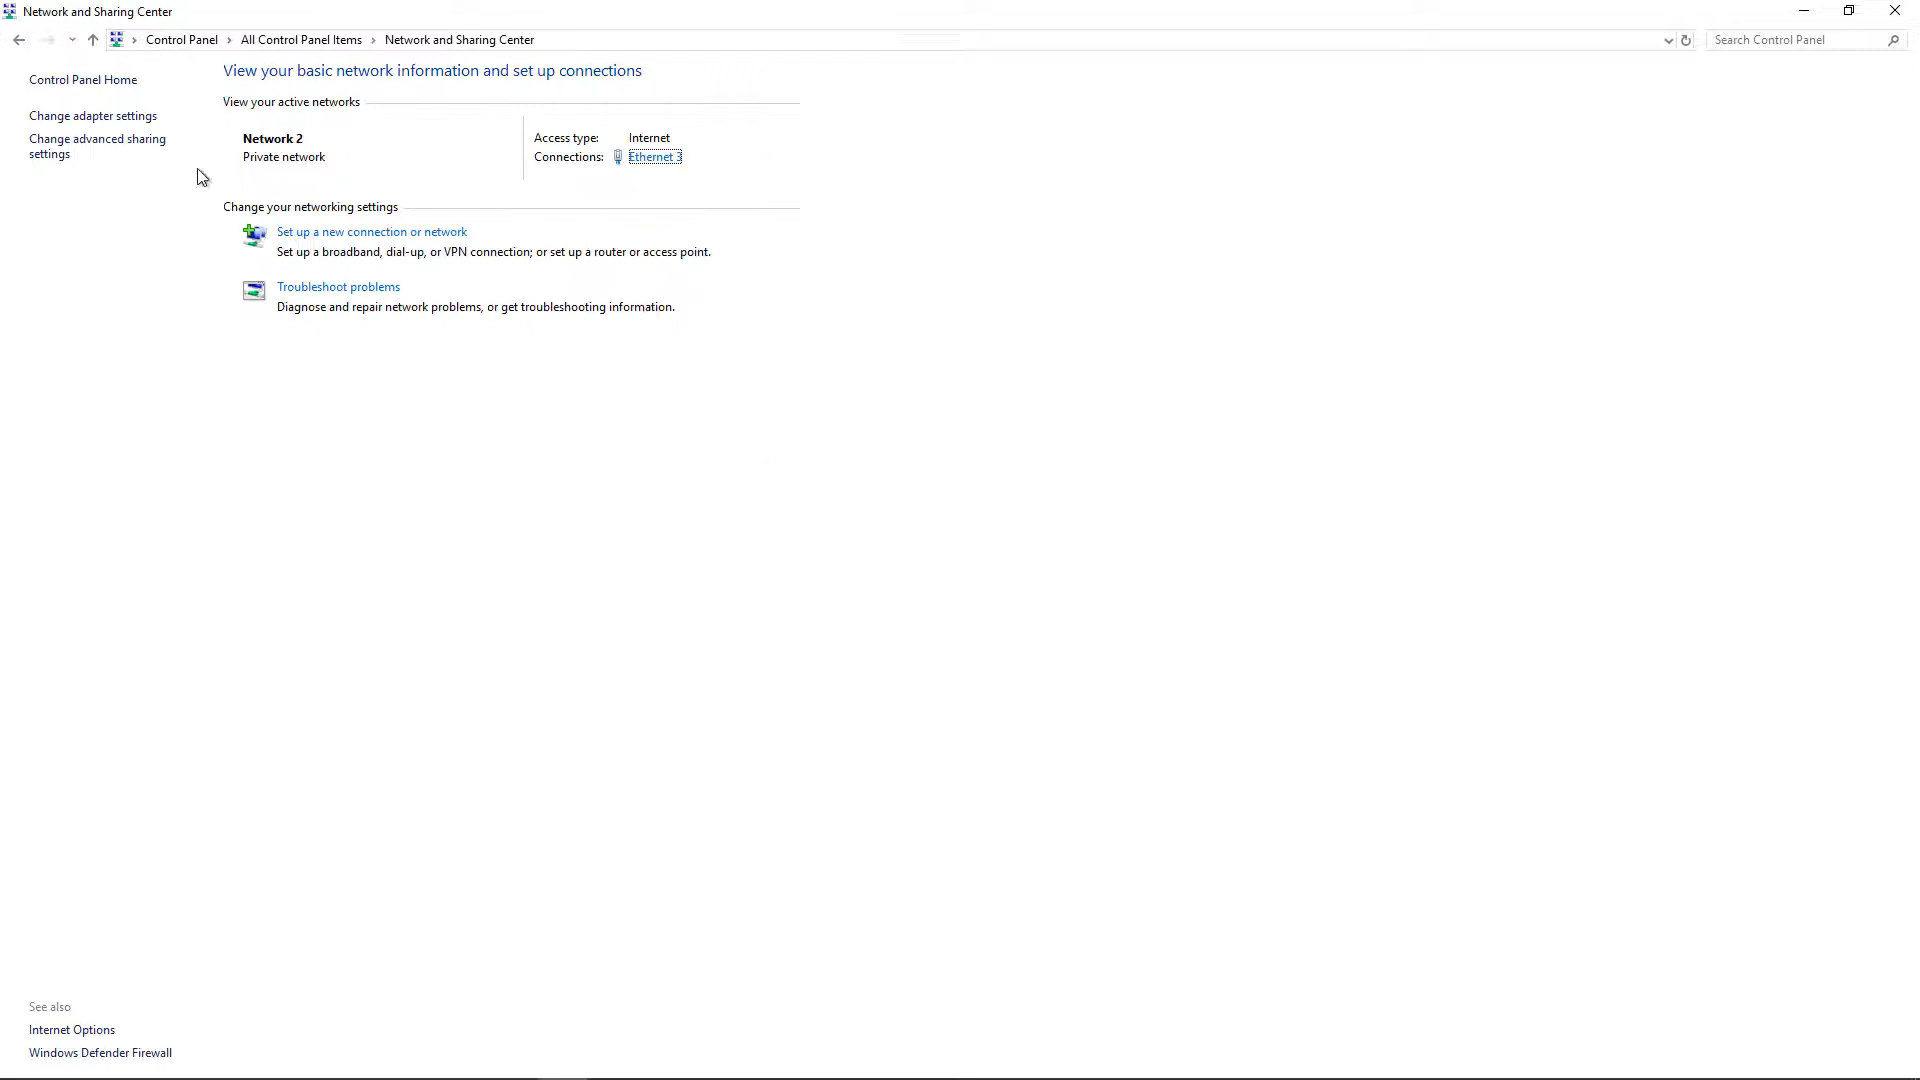 Network and Sharing Center
Control Panel
All Control Panel Items
Network and Sharing Center
Search Control Panel
Control Panel Home
Change adapter settings
Change advanced sharing
settings
View your basic network information and set up connections
View your active networks
Network 2
Private network
Access type:
Internet
Connections:
Ethernet 3
Change your networking settings
Set up a new connection or network
Set up a broadband, dial-up, or VPN connection; or set up a router or access point.
Troubleshoot problems
Diagnose and repair network problems, or get troubleshooting information.
See also
Internet Options
Windows Defender Firewall